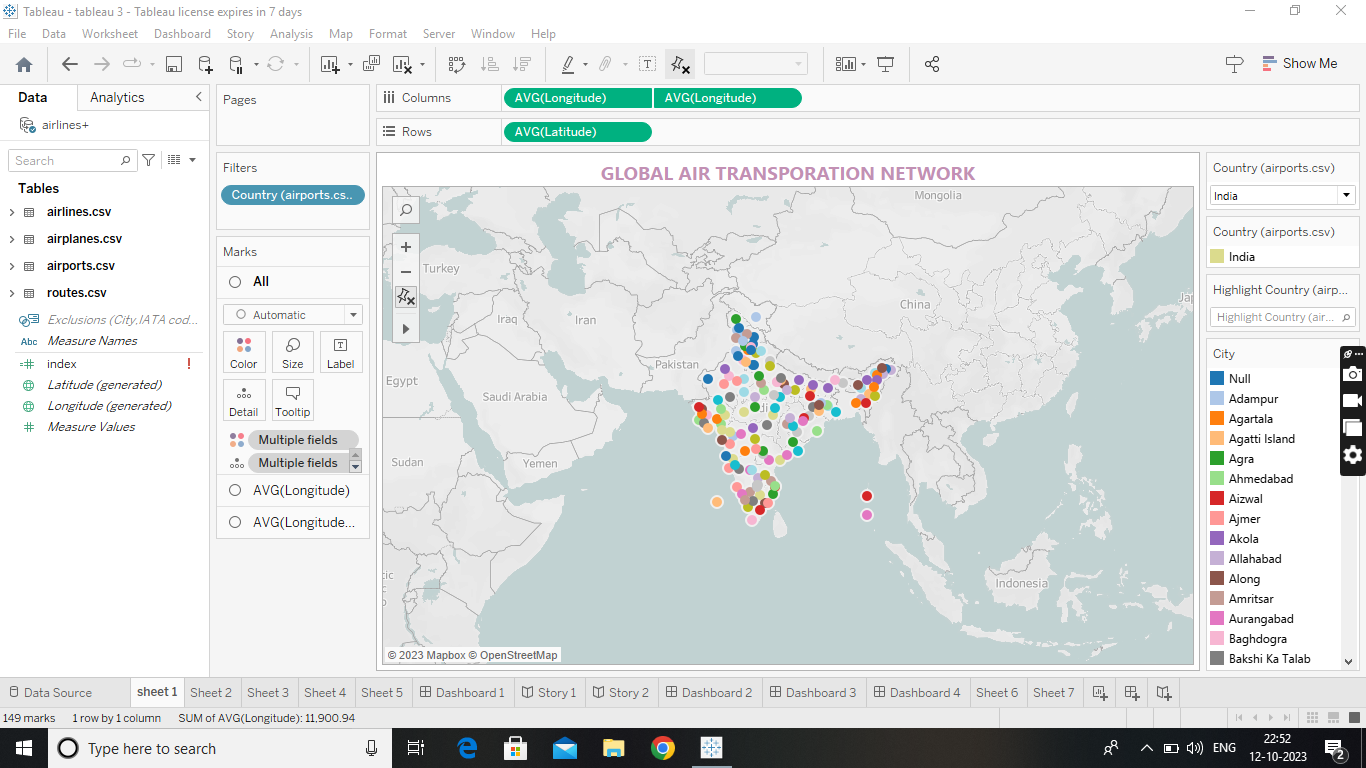 Tableau - tableau 3 - Tableau license expires in 7 days
File Data Worksheet Dashboard Story Analysis Map Format Server Window Help
Show Me
Data Analytics
airlines+
Search
Tables
airlines.csv
airplanes.csv
airports.csv
routes.csv
Exclusions (City,IATA cod...
Abc Measure Names
index !
Latitude (generated)
Longitude (generated)
Measure Values
Pages
Filters
Country (airports.cs..
Marks
All
Automatic
Color Size Label
Detail Tooltip
Multiple fields
Multiple fields
AVG(Longitude)
AVG(Longitude...
Columns AVG(Longitude) AVG(Longitude)
Rows AVG(Latitude)
GLOBAL AIR TRANSPORATION NETWORK
Mongolia
Turkey
China
Iraq
Iran
Pakistan
Egypt
Saudi Arabia
Sudan
Yemen
Indonesia
© 2023 Mapbox © OpenStreetMap
Country (airports.csv)
India
Country (airports.csv)
India
Highlight Country (airp...
Highlight Country (air...
City
Null
Adampur
Agartala
Agatti Island
Agra
Ahmedabad
Aizwal
Ajmer
Akola
Allahabad
Along
Amritsar
Aurangabad
Baghdogra
Bakshi Ka Talab
Data Source sheet 1 Sheet 2 Sheet 3 Sheet 4 Sheet 5 Dashboard 1 Story 1 Story 2 Dashboard 2 Dashboard 3 Dashboard 4 Sheet 6 Sheet 7
149 marks 1 row by 1 column SUM of AVG(Longitude): 11,900.94
Type here to search
ENG
22:52
12-10-2023
2